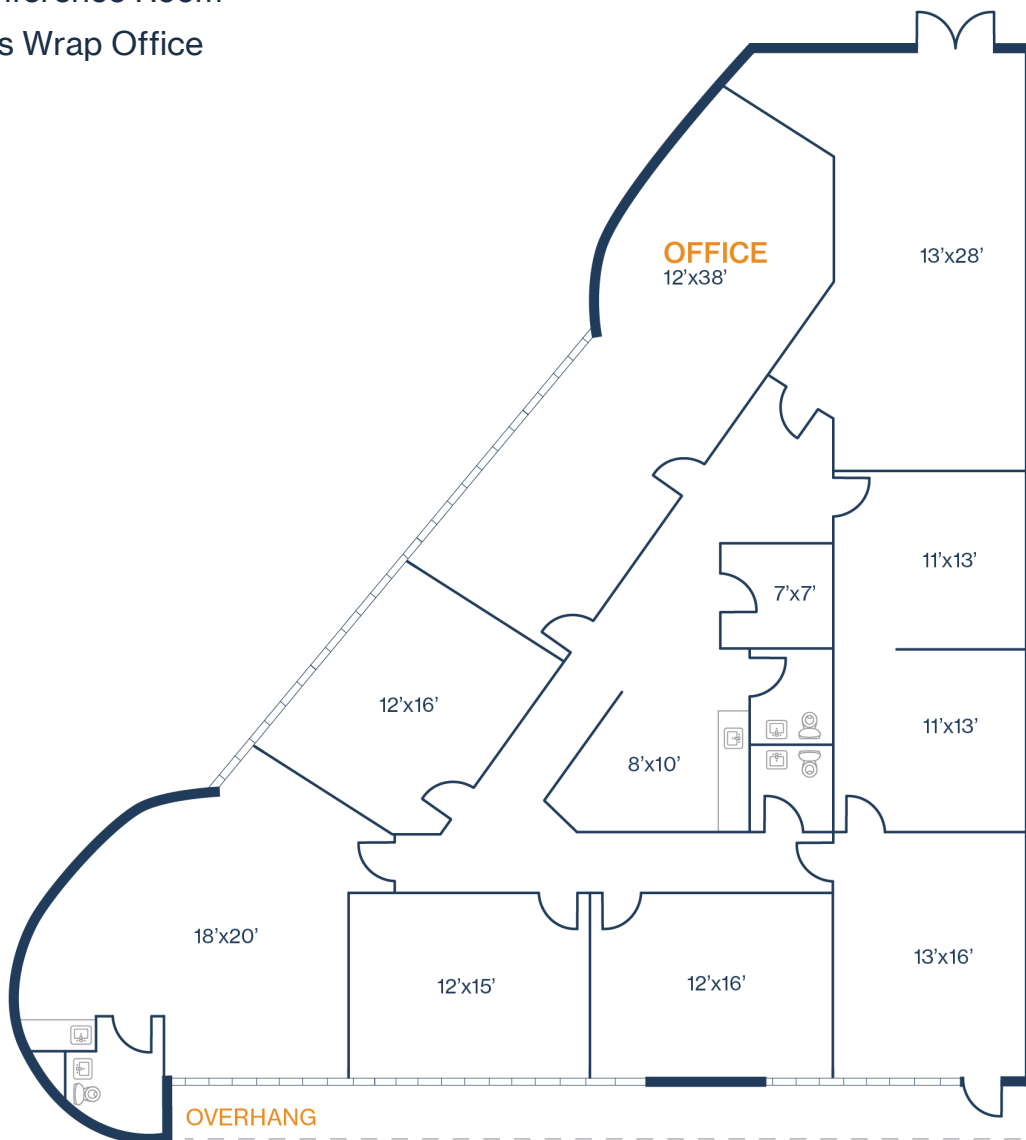 s Wrap Office
OFFICE
12’x38’
13’x28’
11’x13’
7’x7’
12’x16’
11’x13’
8’x10’
18’x20’
13’x16’
12’x15’
12’x16’
OVERHANG